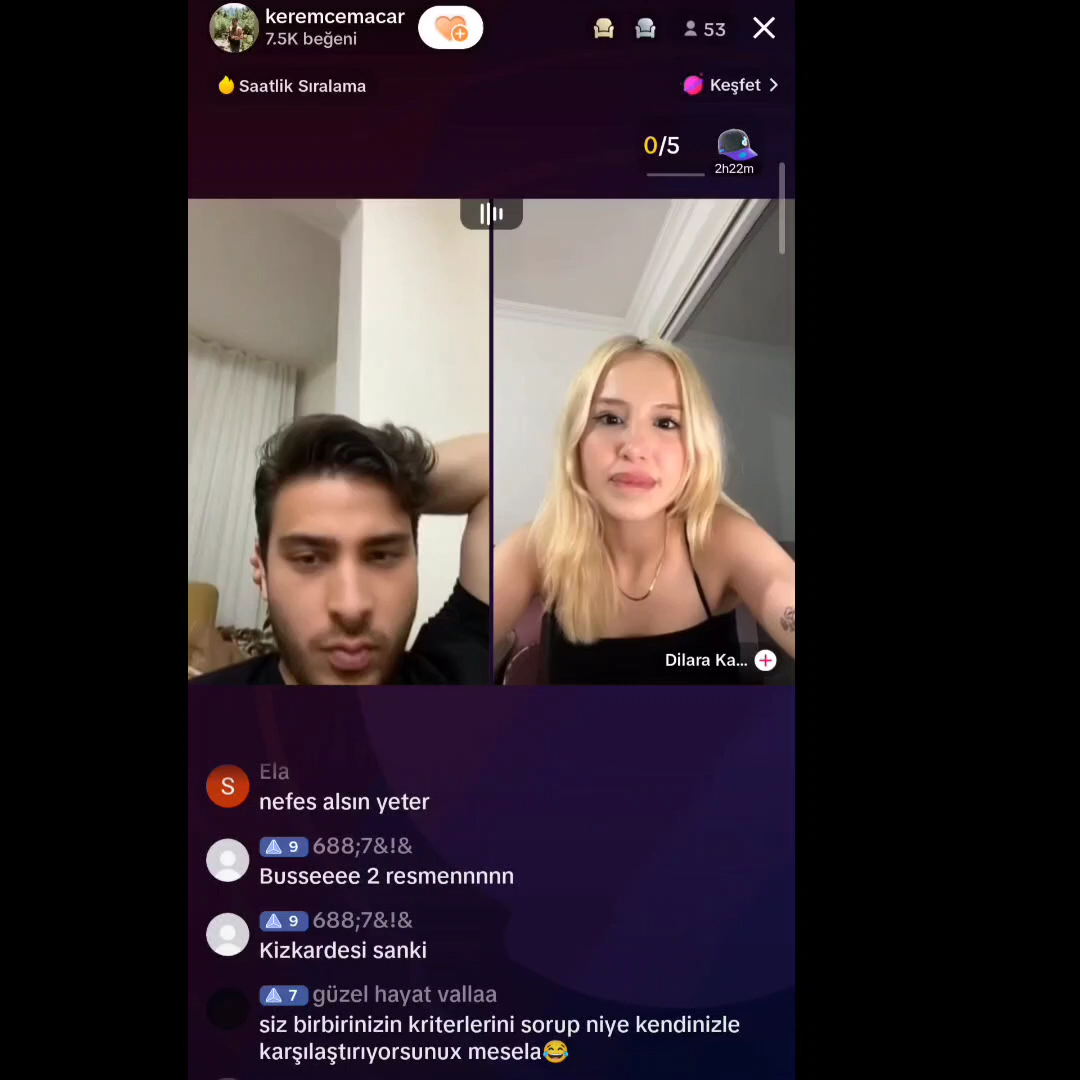 keremcemacar
7.5K beğeni
53
Saatlik Sıralama
Keşfet
0/5
2h22m
Dilara Ka...
Ela
S
nefes alsın yeter
9 688;7&!&
Busseeee 2 resmennnnn
9 688;7&!&
Kizkardesi sanki
7 güzel hayat vallaa
siz birbirinizin kriterlerini sorup niye kendinizle
karşılaştırıyorsunux mesela😂